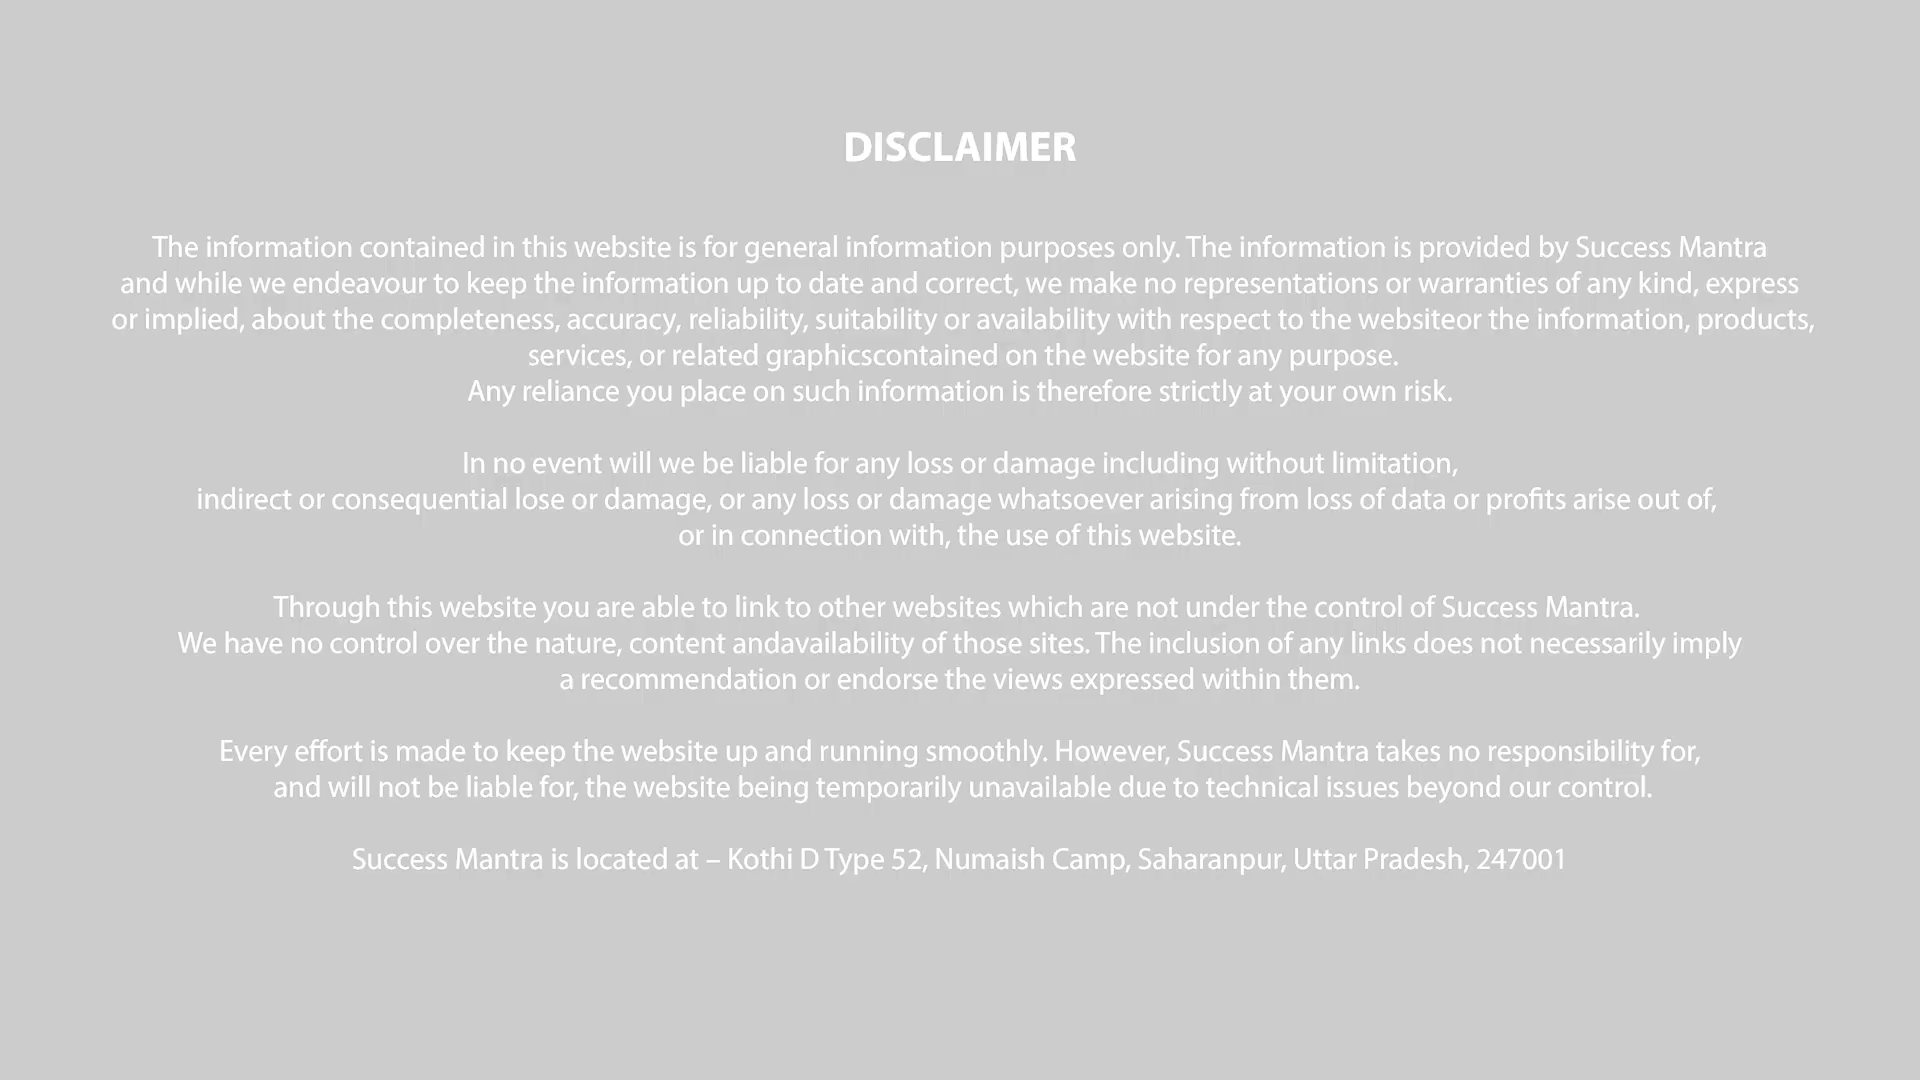 DISCLAIMER
The information contained in this website is for general information purposes only. The information is provided by Success Mantra
and while we endeavour to keep the information up to date and correct, we make no representations or warranties of any kind, express
or implied, about the completeness, accuracy, reliability, suitability or availability with respect to the websiteor the information, products,
services, or related graphicscontained on the website for any purpose.
Any reliance you place on such information is therefore strictly at your own risk.
In no event will we be liable for any loss or damage including without limitation,
indirect or consequential lose or damage, or any loss or damage whatsoever arising from loss of data or profits arise out of,
or in connection with, the use of this website.
Through this website you are able to link to other websites which are not under the control of Success Mantra.
We have no control over the nature, content andavailability of those sites. The inclusion of any links does not necessarily imply
a recommendation or endorse the views expressed within them.
Every effort is made to keep the website up and running smoothly. However, Success Mantra takes no responsibility for,
and will not be liable for, the website being temporarily unavailable due to technical issues beyond our control.
Success Mantra is located at – Kothi D Type 52, Numaish Camp, Saharanpur, Uttar Pradesh, 247001